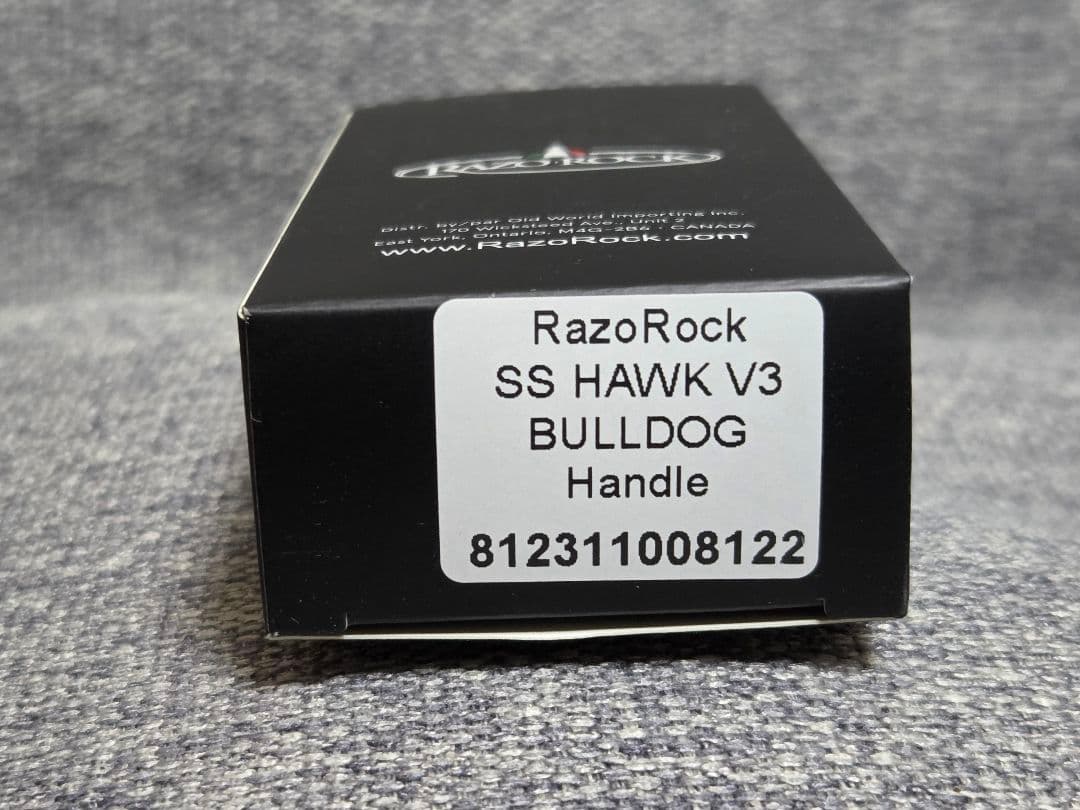 RAZOROCK
Distr. by/par Old World Importing Inc.
170 Wicksteed Ave., Unit 2
East York, Ontario, M4G-2B6 • CANADA
www.RazoRock.com
RazoRock
SS HAWK V3
BULLDOG
Handle
812311008122